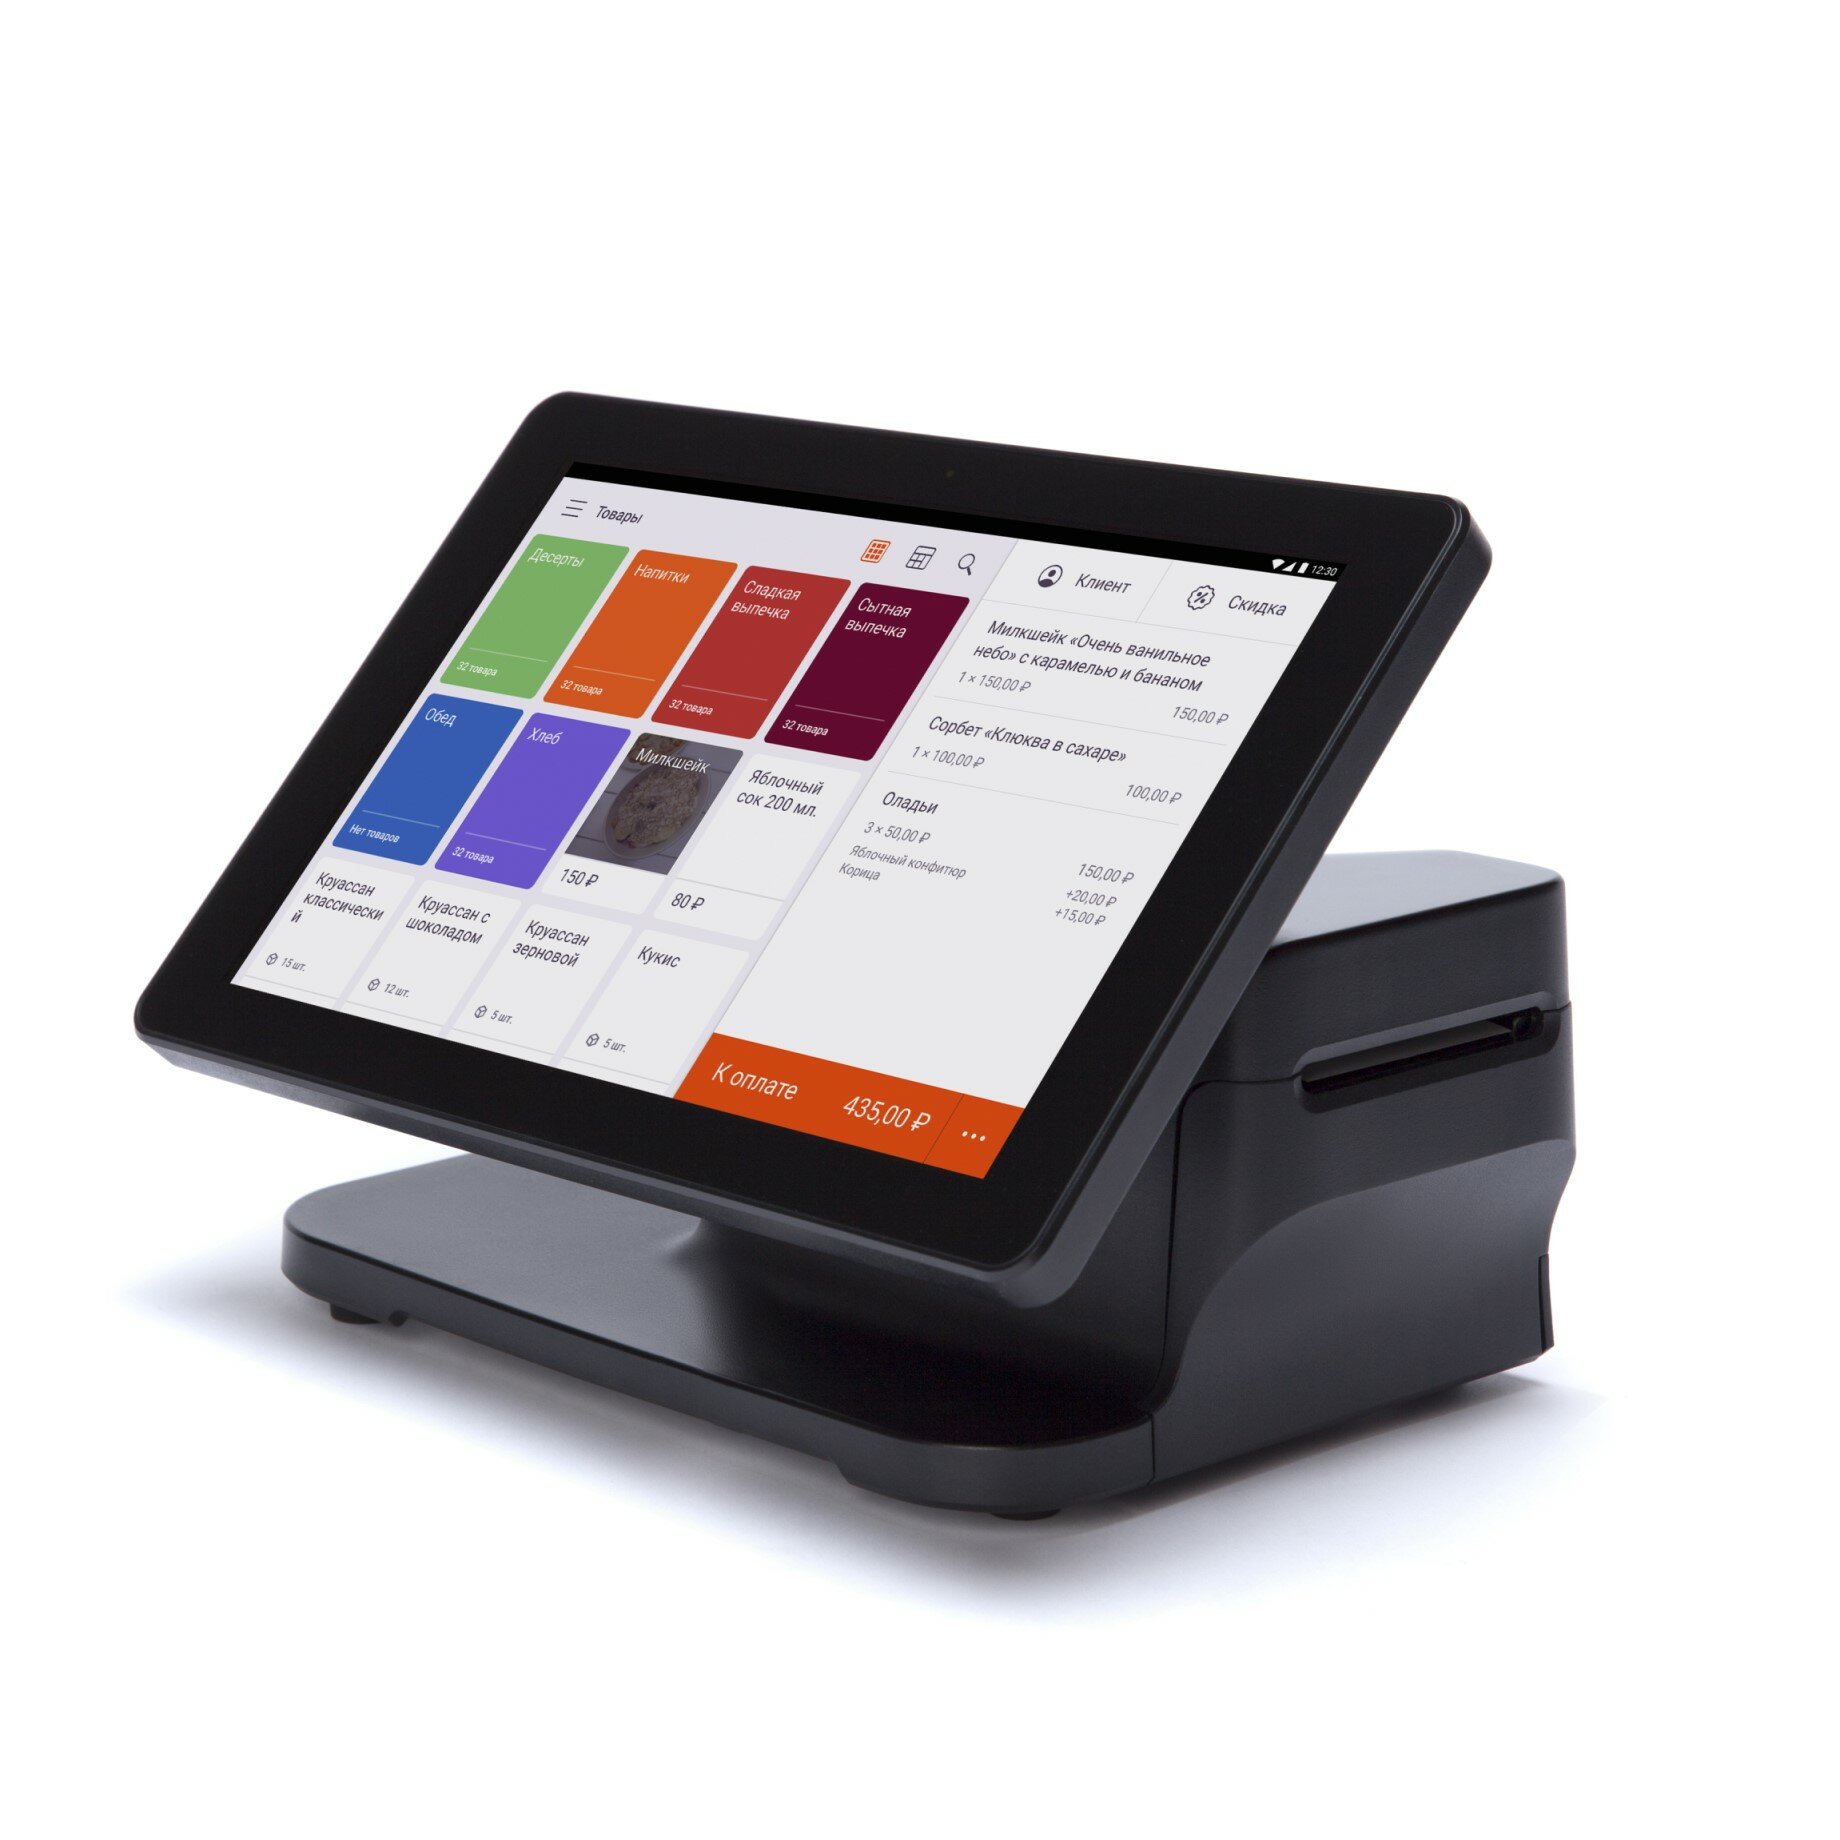 12:30
Товары
Десерты
32 товара
Напитки
32 товара
Сладкая
выпечка
32 товара
Сытная
выпечка
32 товара
Обед
Нет товаров
Хлеб
32 товара
Милкшейк
150 ₽
Яблочный
сок 200 мл.
80 ₽
Круассан
классически
й
15 шт.
Круассан с
шоколадом
12 шт.
Круассан
зерновой
5 шт.
Кукис
5 шт.
Клиент
Скидка
Милкшейк «Очень ванильное
небо» с карамелью и бананом
1 × 150,00 ₽
150,00 ₽
Сорбет «Клюква в сахаре»
1 × 100,00 ₽
100,00 ₽
Оладьи
3 × 50,00 ₽
150,00 ₽
Яблочный конфитюр
+20,00 ₽
Корица
+15,00 ₽
К оплате 435,00 ₽